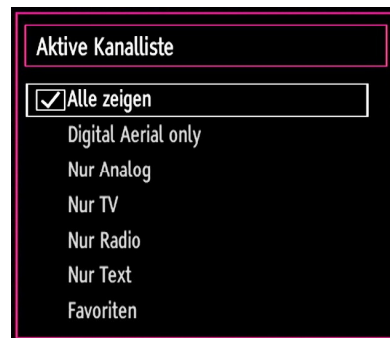 Aktive Kanalliste
Alle zeigen
Digital Aerial only
Nur Analog
Nur TV
Nur Radio
Nur Text
Favoriten